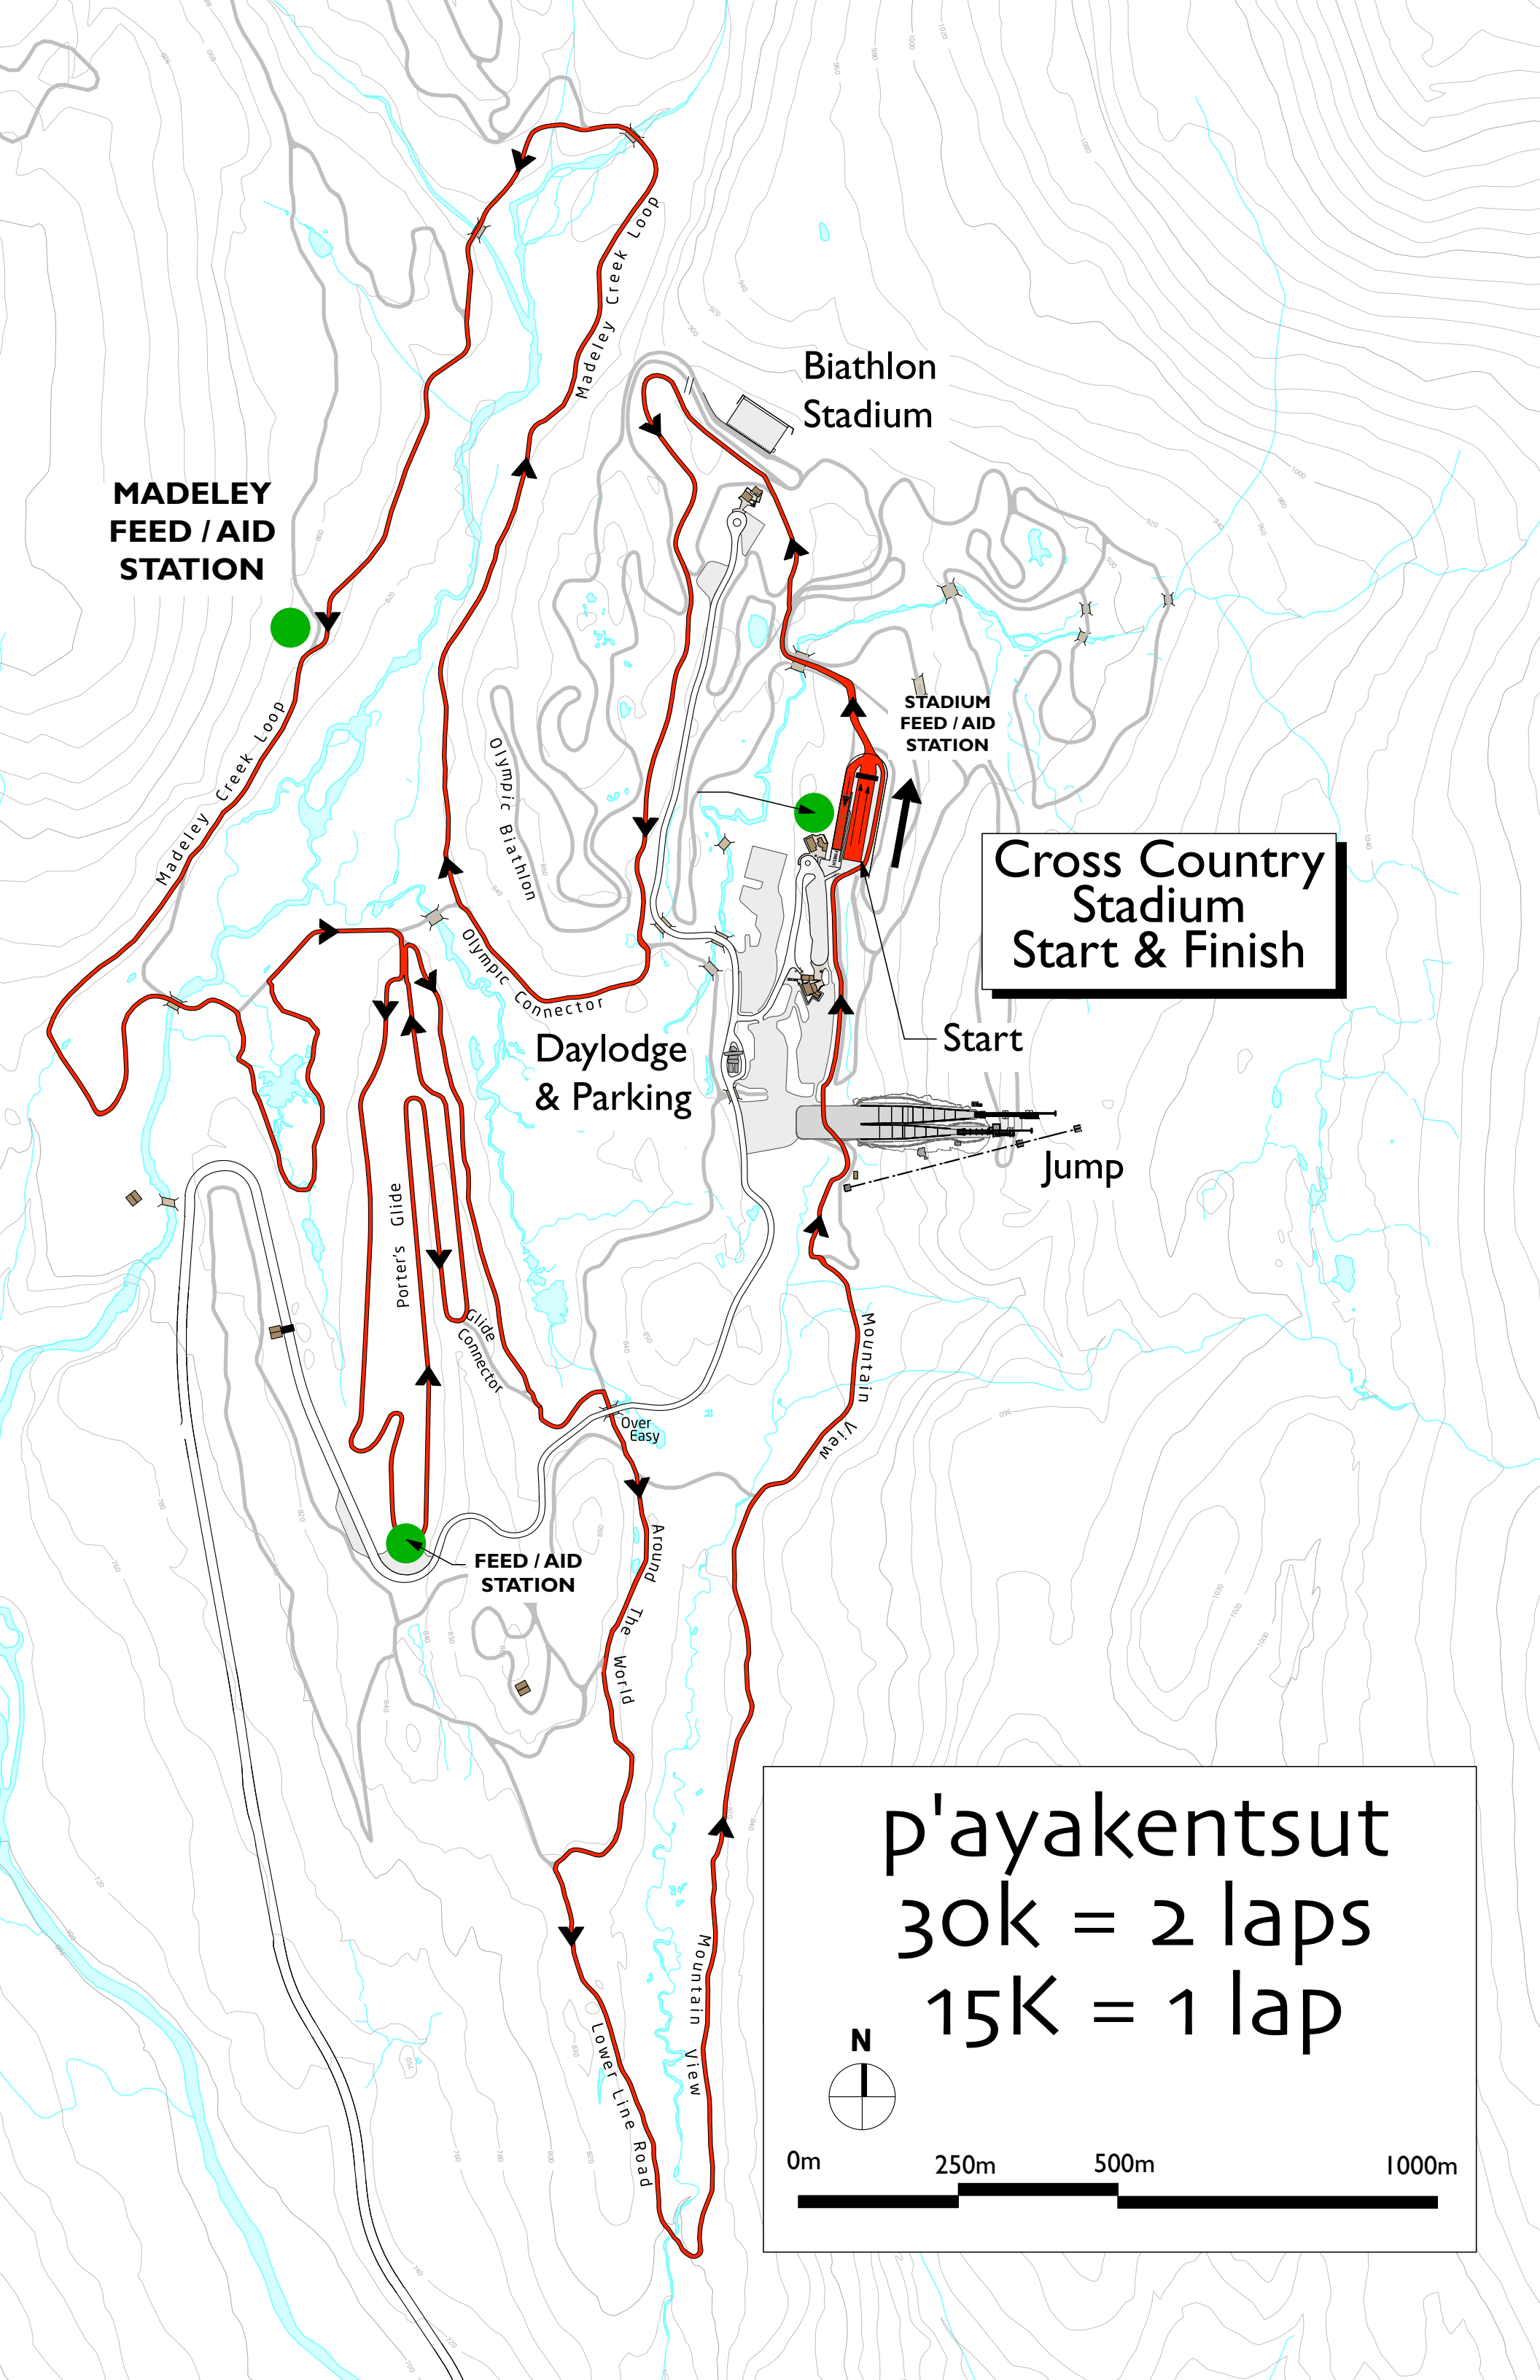 Madeley Creek Loop
Biathlon
Stadium
MADELEY
FEED / AID
STATION
Madeley Creek Loop
STADIUM
FEED / AID
STATION
Olympic Biathlon
Cross Country
Stadium
Start & Finish
Olympic Connector
Start
Daylodge
& Parking
Jump
Porter's Glide
Glide
Connector
Mountain View
Over
Easy
FEED / AID
STATION
Around The World
Mountain View
Lower Line Road
p'ayakentsut
30k = 2 laps
15K = 1 lap
N
0m 250m 500m 1000m